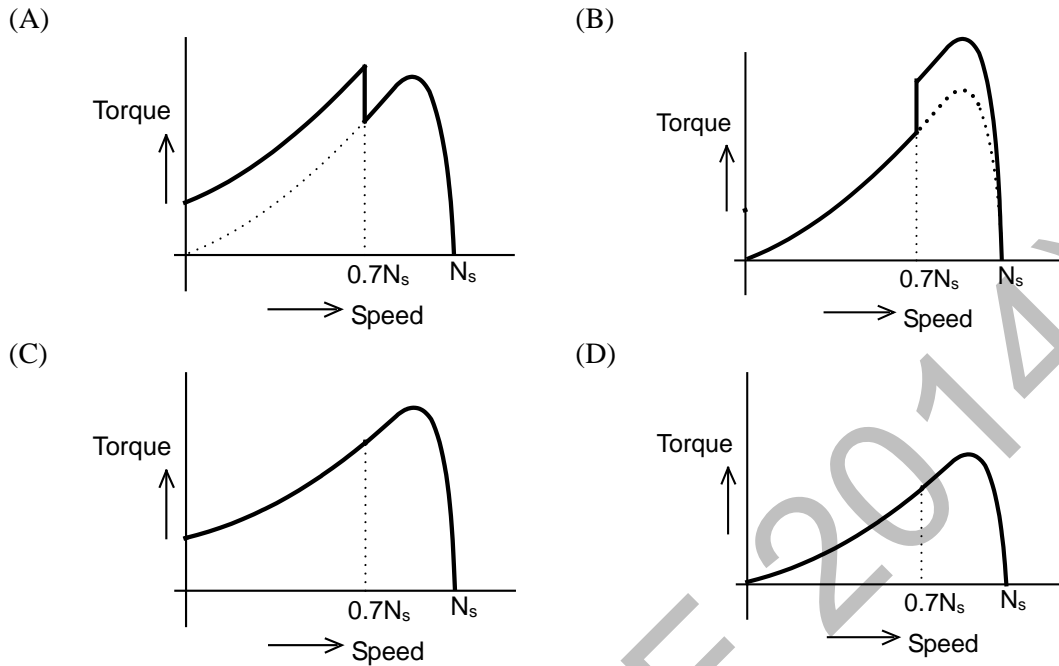 (A)
(B)
Torque
0.7Nₛ
Nₛ
Speed
Torque
0.7Nₛ
Nₛ
Speed
(C)
(D)
Torque
0.7Nₛ
Nₛ
Speed
Torque
0.7Nₛ
Nₛ
Speed
2014)